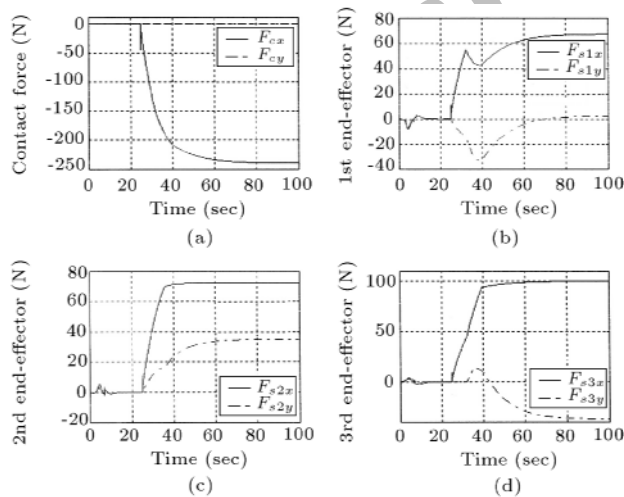 Contact force (N)
0
-50
-100
-150
-200
-250
F_cx
F_cy
0 20 40 60 80 100
Time (sec)
(a)
1st end-effector (N)
80
60
40
20
0
-20
-40
F_s1x
F_s1y
0 20 40 60 80 100
Time (sec)
(b)
2nd end-effector (N)
80
60
40
20
0
-20
F_s2x
F_s2y
0 20 40 60 80 100
Time (sec)
(c)
3rd end-effector (N)
100
50
0
F_s3x
F_s3y
0 20 40 60 80 100
Time (sec)
(d)